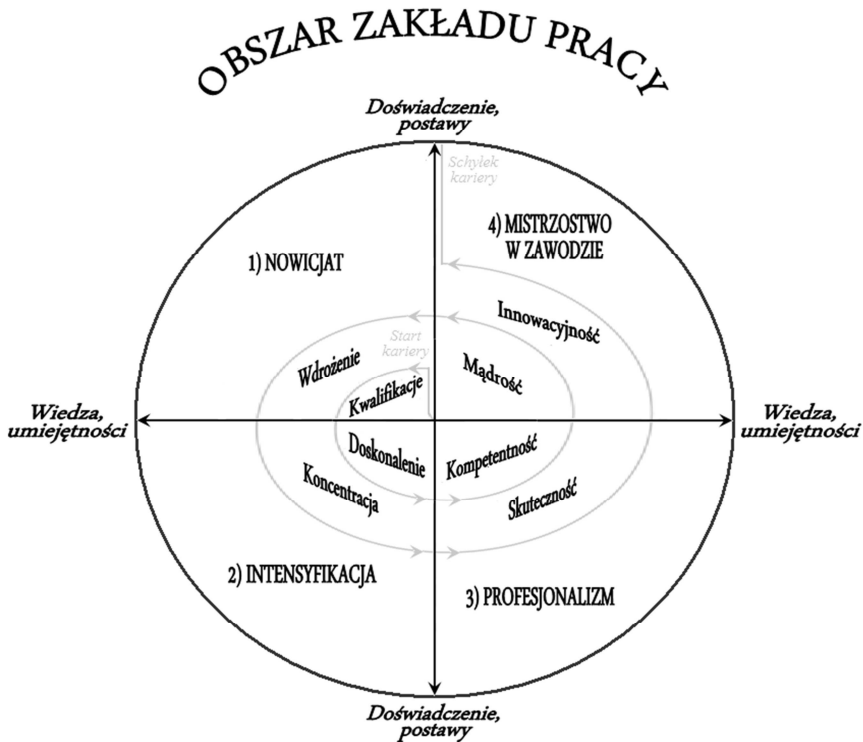 OBSZAR ZAKŁADU PRACY
Doświadczenie,
postawy
Schyłek
kariery
4) MISTRZOSTWO
W ZAWODZIE
1) NOWICJAT
Innowacyjność
Start
kariery
Wdrożenie
Mądrość
Kwalifikacje
Wiedza,
umiejętności
Wiedza,
umiejętności
Doskonalenie
Kompetentność
Koncentracja
Skuteczność
2) INTENSYFIKACJA
3) PROFESJONALIZM
Doświadczenie,
postawy